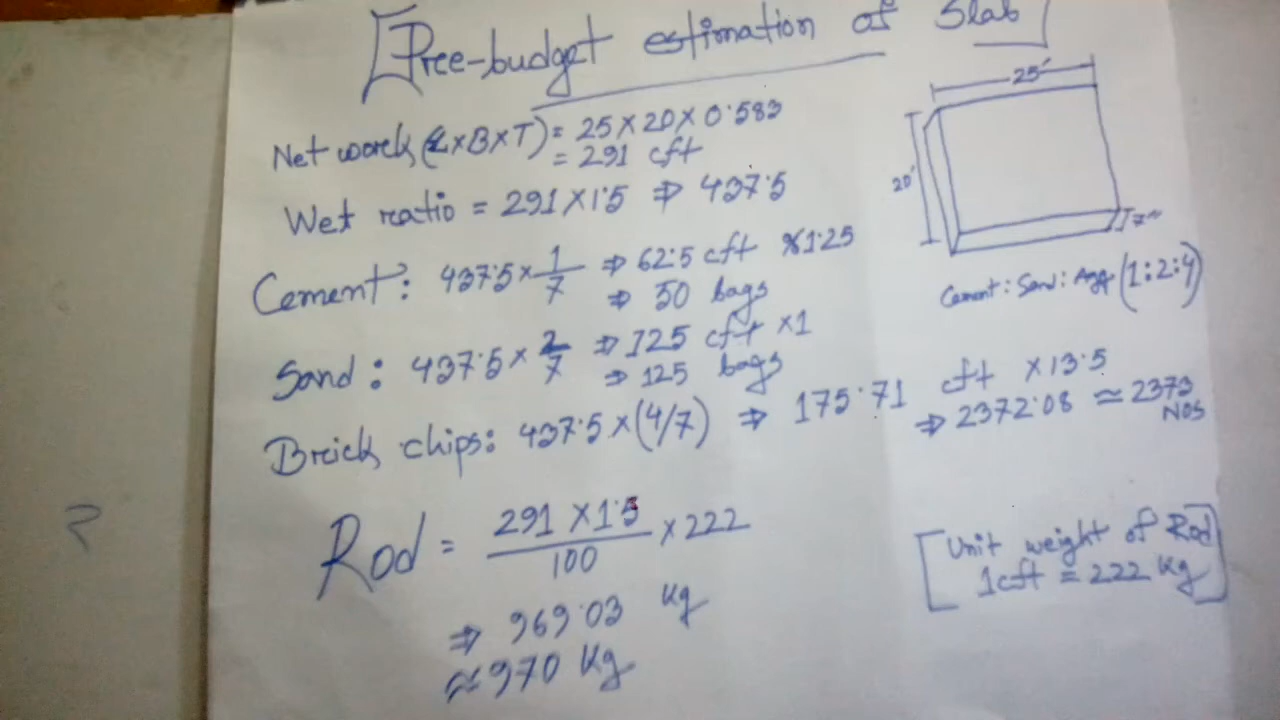 [Pree-budget estimation of Slab]
25'
20'
7"
Net work (L×B×T) = 25×20×0.583
= 291 cft
Wet ratio = 291×1.5 ⇒ 437.5
Cement: 437.5×1/7 ⇒ 62.5 cft ×1.25
⇒ 50 bags
Cement: Sand: Agg (1:2:4)
Sand: 437.5×2/7 ⇒ 125 cft ×1
⇒ 125 bags
Brick chips: 437.5×(4/7) ⇒ 175.71 cft ×13.5
⇒ 2372.08 ≃ 2373
NOS
Rod = 291×1.5/100 ×222
⇒ 969.03 kg
≈ 970 Kg
[Unit weight of Rod
1cft = 222 Kg]